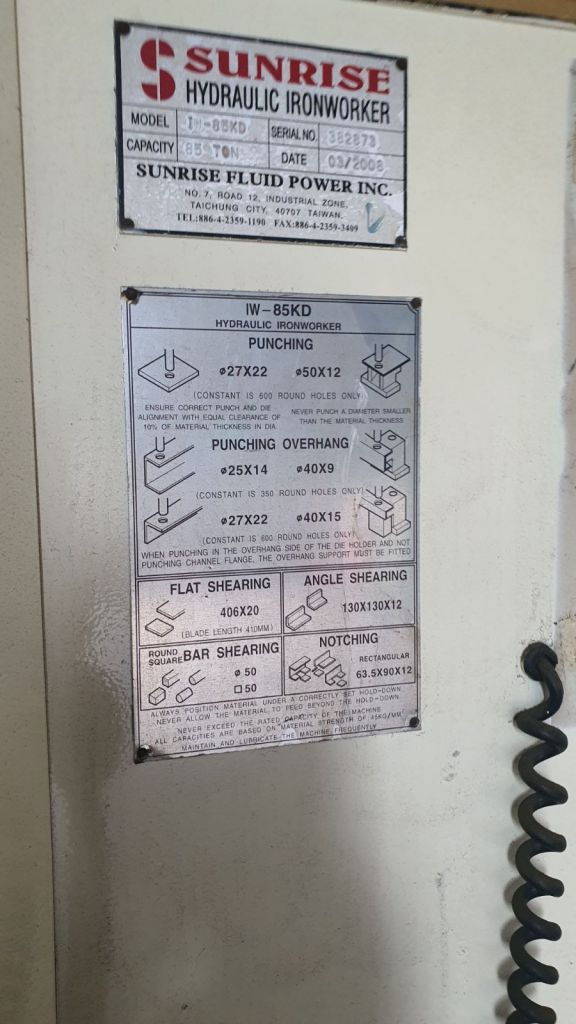 SUNRISE
HYDRAULIC IRONWORKER
MODEL IW-85KD SERIAL NO. 382873
CAPACITY 85 TON DATE 03/2008
SUNRISE FLUID POWER INC.
NO. 7, ROAD 12, INDUSTRIAL ZONE,
TAICHUNG CITY, 40707 TAIWAN.
TEL:886-4-2359-1190 FAX:886-4-2359-3409
IW-85KD
HYDRAULIC IRONWORKER
PUNCHING
ø27X22 ø50X12
(CONSTANT IS 600 ROUND HOLES ONLY)
ENSURE CORRECT PUNCH AND DIE
ALIGNMENT WITH EQUAL CLEARANCE OF
10% OF MATERIAL THICKNESS IN DIA.
NEVER PUNCH A DIAMETER SMALLER
THAN THE MATERIAL THICKNESS
PUNCHING OVERHANG
ø25X14 ø40X9
(CONSTANT IS 350 ROUND HOLES ONLY)
ø27X22 ø40X15
(CONSTANT IS 600 ROUND HOLES ONLY)
WHEN PUNCHING IN THE OVERHANG SIDE OF THE DIE HOLDER AND NOT
PUNCHING CHANNEL FLANGE, THE OVERHANG SUPPORT MUST BE FITTED
FLAT SHEARING
406X20
(BLADE LENGTH 410MM)
ANGLE SHEARING
130X130X12
ROUND
SQUARE BAR SHEARING
ø 50
□ 50
NOTCHING
RECTANGULAR
63.5X90X12
ALWAYS POSITION MATERIAL UNDER A CORRECTLY SET HOLD-DOWN.
NEVER ALLOW THE MATERIAL TO FEED BEYOND THE HOLD-DOWN.
NEVER EXCEED THE RATED CAPACITY OF THE MACHINE
ALL CAPACITIES ARE BASED ON MATERIAL STRENGTH OF 45KG/MM²
MAINTAIN AND LUBRICATE THE MACHINE FREQUENTLY